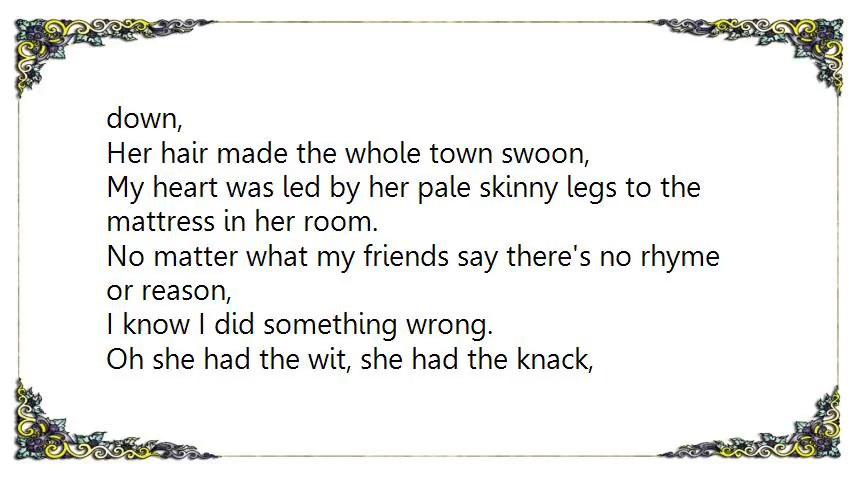 down,
Her hair made the whole town swoon,
My heart was led by her pale skinny legs to the
mattress in her room.
No matter what my friends say there's no rhyme
or reason,
I know I did something wrong.
Oh she had the wit, she had the knack,